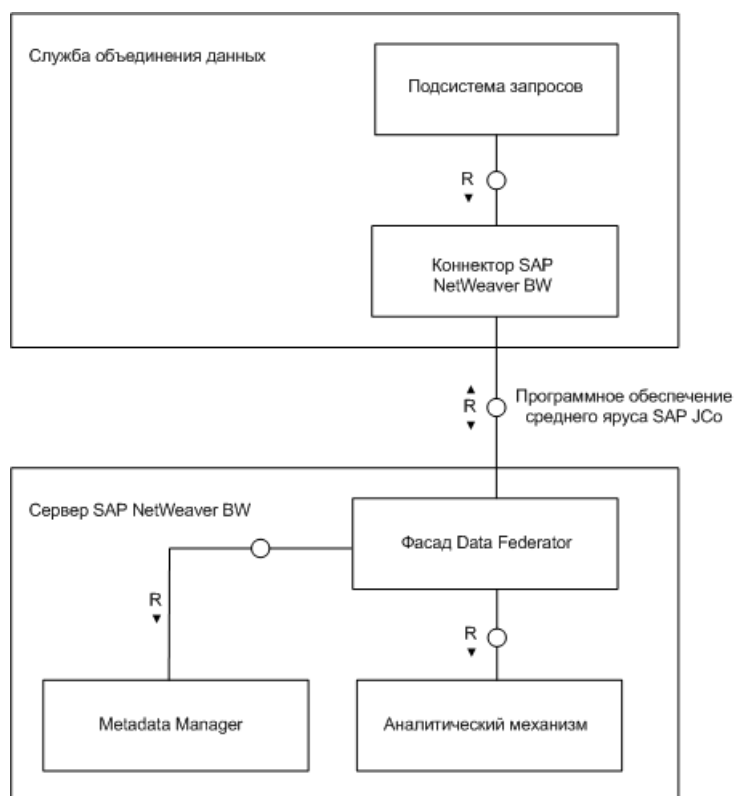 Служба объединения данных
Подсистема запросов
R
▼
Коннектор SAP
NetWeaver BW
▲
R
▼
Программное обеспечение
среднего яруса SAP JCo
Сервер SAP NetWeaver BW
Фасад Data Federator
R
▼
R
▼
Metadata Manager
Аналитический механизм